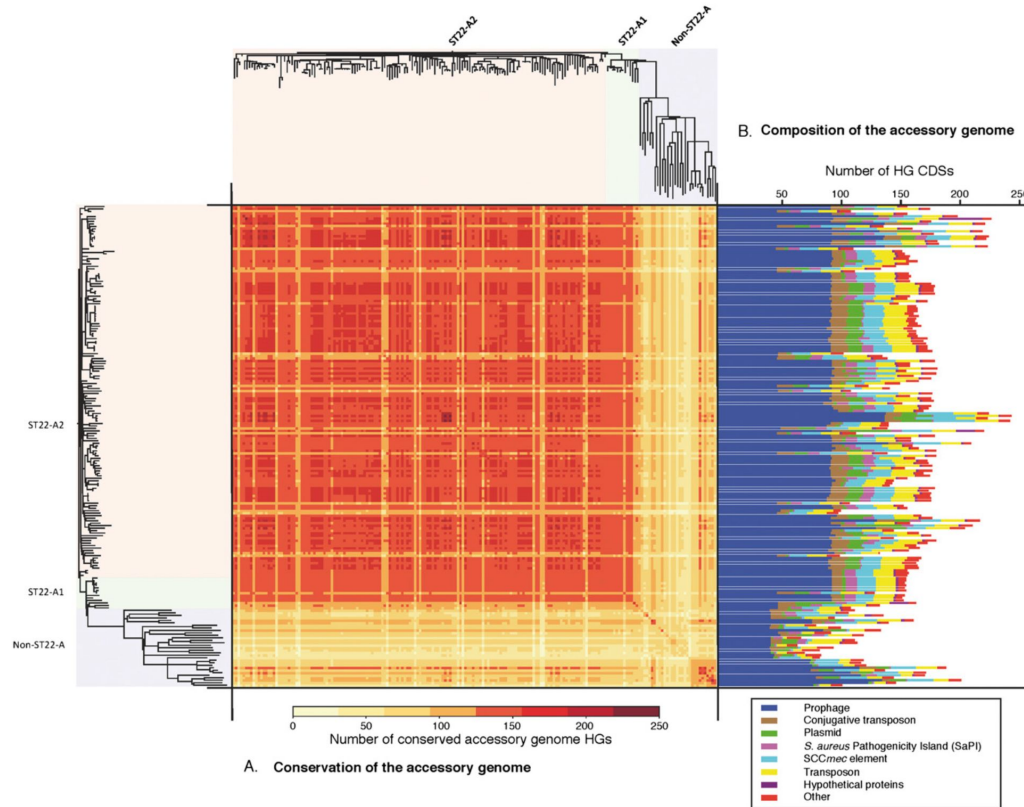 ST22-A2
ST22-A1
Non-ST22-A
B. Composition of the accessory genome
Number of HG CDSs
50 100 150 200 25
ST22-A2
ST22-A1
Non-ST22-A
0 50 100 150 200 250
Number of conserved accessory genome HGs
A. Conservation of the accessory genome
Prophage
Conjugative transposon
Plasmid
S. aureus Pathogenicity Island (SaPI)
SCCmec element
Transposon
Hypothetical proteins
Other